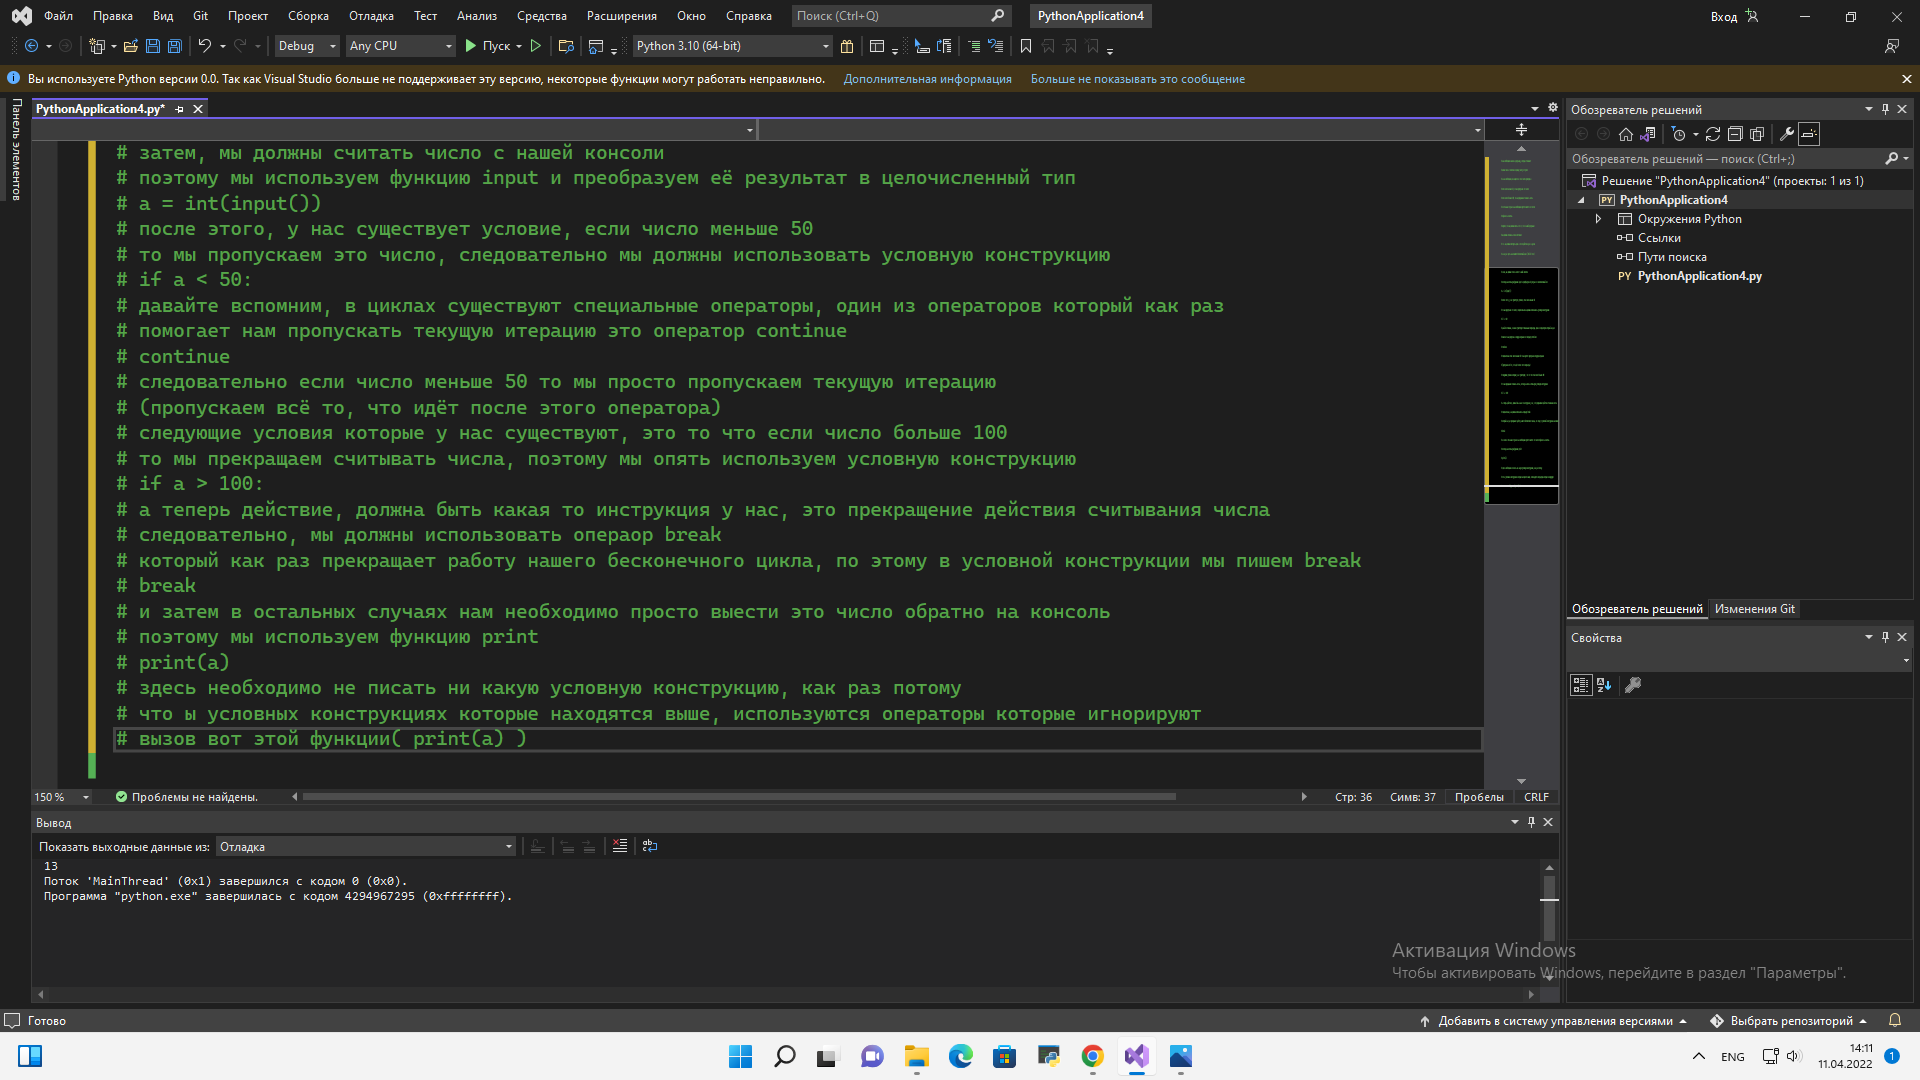 Файл Правка Вид Git Проект Сборка Отладка Тест Анализ Средства Расширения Окно Справка Поиск (Ctrl+Q) PythonApplication4 Вход
Debug Any CPU Пуск Python 3.10 (64-bit)
Вы используете Python версии 0.0. Так как Visual Studio больше не поддерживает эту версию, некоторые функции могут работать неправильно. Дополнительная информация Больше не показывать это сообщение
Панель элементов
PythonApplication4.py*
# затем, мы должны считать число с нашей консоли
# поэтому мы используем функцию input и преобразуем её результат в целочисленный тип
# a = int(input())
# после этого, у нас существует условие, если число меньше 50
# то мы пропускаем это число, следовательно мы должны использовать условную конструкцию
# if a < 50:
# давайте вспомним, в циклах существуют специальные операторы, один из операторов который как раз
# помогает нам пропускать текущую итерацию это оператор continue
# continue
# следовательно если число меньше 50 то мы просто пропускаем текущую итерацию
# (пропускаем всё то, что идёт после этого оператора)
# следующие условия которые у нас существуют, это то что если число больше 100
# то мы прекращаем считывать числа, поэтому мы опять используем условную конструкцию
# if a > 100:
# а теперь действие, должна быть какая то инструкция у нас, это прекращение действия считывания числа
# следовательно, мы должны использовать операор break
# который как раз прекращает работу нашего бесконечного цикла, по этому в условной конструкции мы пишем break
# break
# и затем в остальных случаях нам необходимо просто выести это число обратно на консоль
# поэтому мы используем функцию print
# print(a)
# здесь необходимо не писать ни какую условную конструкцию, как раз потому
# что ы условных конструкциях которые находятся выше, используются операторы которые игнорируют
# вызов вот этой функции( print(a) )
150 % Проблемы не найдены. Стр: 36 Симв: 37 Пробелы CRLF
Вывод
Показать выходные данные из: Отладка
13
Поток 'MainThread' (0x1) завершился с кодом 0 (0x0).
Программа "python.exe" завершилась с кодом 4294967295 (0xffffffff).
Обозреватель решений
Обозреватель решений — поиск (Ctrl+;)
Решение "PythonApplication4" (проекты: 1 из 1)
PY PythonApplication4
Окружения Python
Ссылки
Пути поиска
PY PythonApplication4.py
Обозреватель решений Изменения Git
Свойства
Активация Windows
Чтобы активировать Windows, перейдите в раздел "Параметры".
Готово Добавить в систему управления версиями Выбрать репозиторий
ENG 14:11
11.04.2022 1